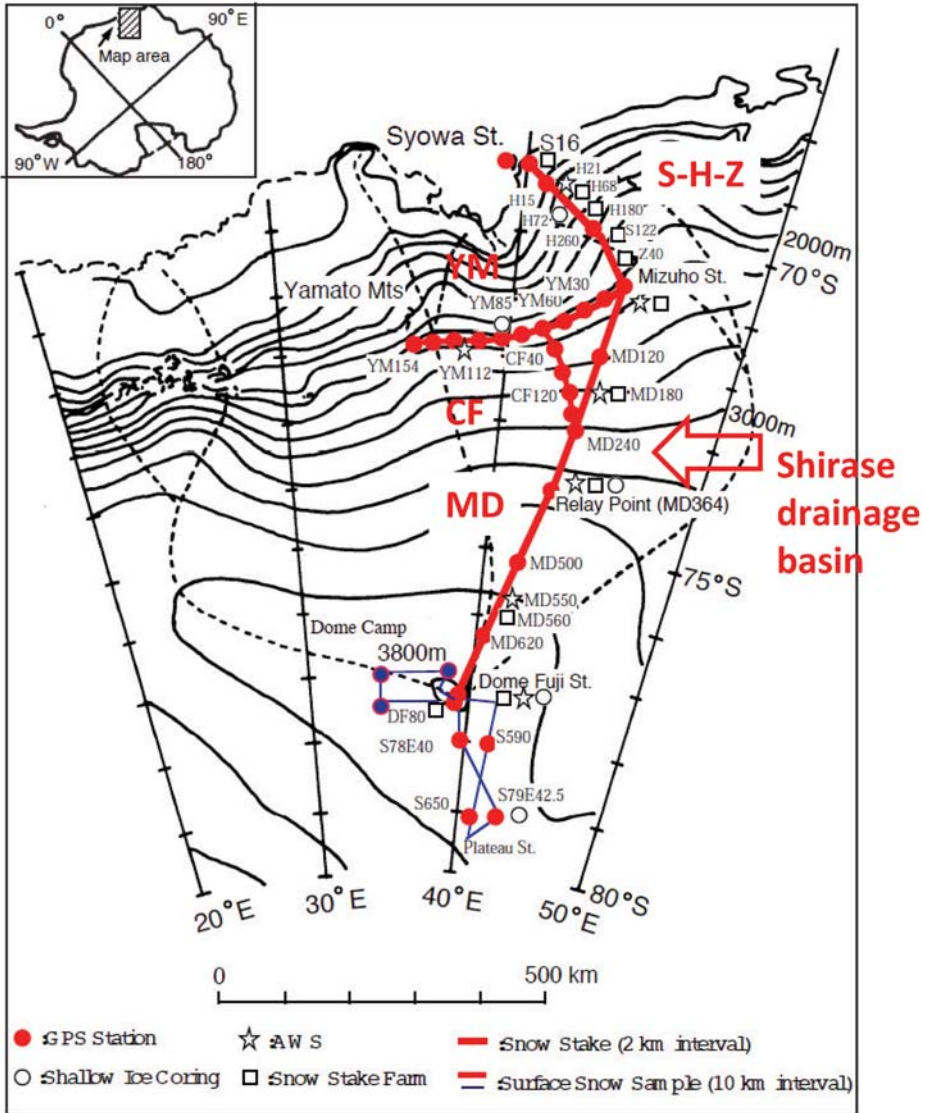 0°
90°E
Map area
90°W
180°
Syowa St.
S16
S-H-Z
H21
H68
H15
H180
H72
S122
H260
Z40
2000m
70°S
YM
YM30
Mizuho St.
Yamato Mts
YM85
YM60
YM154
YM112
CF40
MD120
CF
CF120
MD180
3000m
MD240
Shirase
drainage
basin
MD
Relay Point (MD364)
MD500
75°S
MD550
MD560
Dome Camp
MD620
3800m
Dome Fuji St.
DF80
S78E40
S590
S79E42.5
S650
Plateau St.
20°E
30°E
40°E
50°E
80°S
0
500 km
:GPS Station
:AWS
:Snow Stake (2 km interval)
:Shallow Ice Coring
:Snow Stake Farm
:Surface Snow Sample (10 km interval)